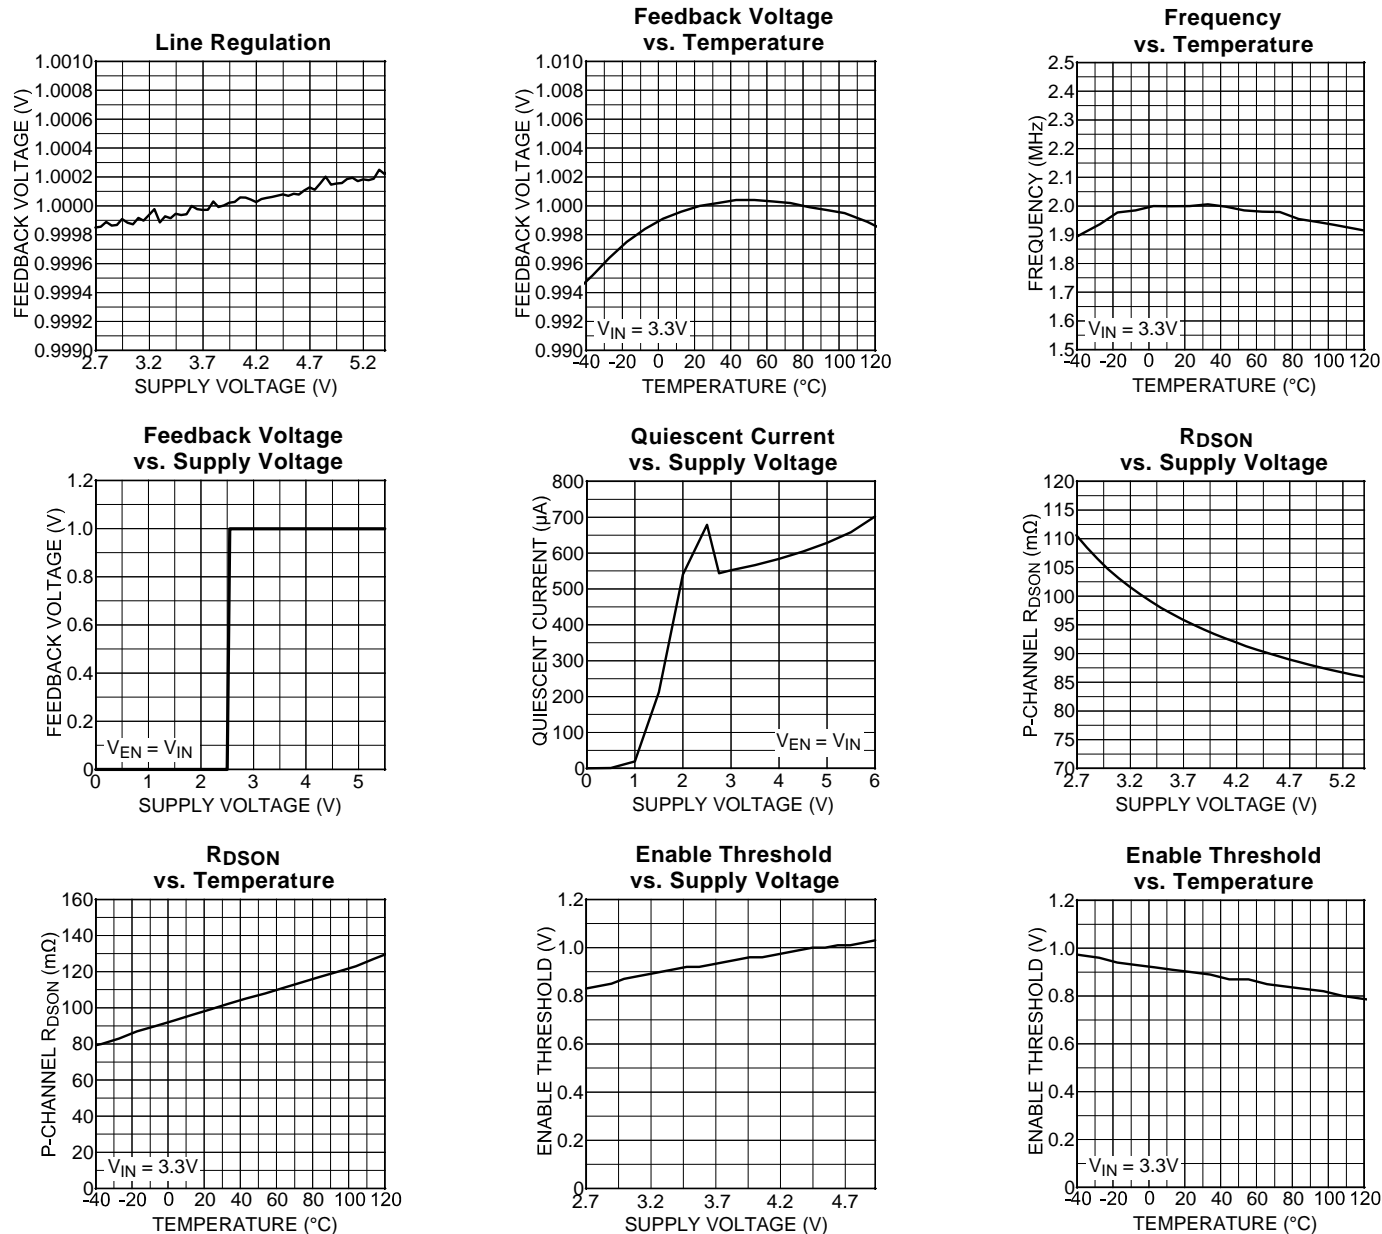 Line Regulation
1.0010
1.0008
1.0006
1.0004
1.0002
1.0000
0.9998
0.9996
0.9994
0.9992
0.9990
FEEDBACK VOLTAGE (V)
2.7 3.2 3.7 4.2 4.7 5.2
SUPPLY VOLTAGE (V)
Feedback Voltage
vs. Temperature
1.010
1.008
1.006
1.004
1.002
1.000
0.998
0.996
0.994
0.992
0.990
FEEDBACK VOLTAGE (V)
VIN = 3.3V
-40 -20 0 20 40 60 80 100 120
TEMPERATURE (°C)
Frequency
vs. Temperature
2.5
2.4
2.3
2.2
2.1
2.0
1.9
1.8
1.7
1.6
1.5
FREQUENCY (MHz)
VIN = 3.3V
-40 -20 0 20 40 60 80 100 120
TEMPERATURE (°C)
Feedback Voltage
vs. Supply Voltage
1.2
1.0
0.8
0.6
0.4
0.2
0
FEEDBACK VOLTAGE (V)
VEN = VIN
0 1 2 3 4 5
SUPPLY VOLTAGE (V)
Quiescent Current
vs. Supply Voltage
800
700
600
500
400
300
200
100
0
QUIESCENT CURRENT (µA)
VEN = VIN
0 1 2 3 4 5 6
SUPPLY VOLTAGE (V)
RDSON
vs. Supply Voltage
120
115
110
105
100
95
90
85
80
75
70
P-CHANNEL RDSON (mΩ)
2.7 3.2 3.7 4.2 4.7 5.2
SUPPLY VOLTAGE (V)
RDSON
vs. Temperature
160
140
120
100
80
60
40
20
0
P-CHANNEL RDSON (mΩ)
VIN = 3.3V
-40 -20 0 20 40 60 80 100 120
TEMPERATURE (°C)
Enable Threshold
vs. Supply Voltage
1.2
1.0
0.8
0.6
0.4
0.2
0
ENABLE THRESHOLD (V)
2.7 3.2 3.7 4.2 4.7
SUPPLY VOLTAGE (V)
Enable Threshold
vs. Temperature
1.2
1.0
0.8
0.6
0.4
0.2
0
ENABLE THRESHOLD (V)
VIN = 3.3V
-40 -20 0 20 40 60 80 100 120
TEMPERATURE (°C)